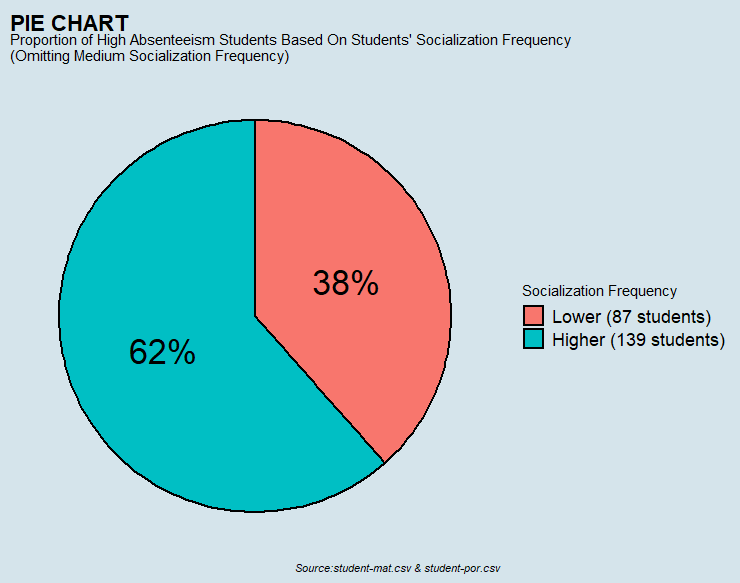 PIE CHART
Proportion of High Absenteeism Students Based On Students' Socialization Frequency
(Omitting Medium Socialization Frequency)
38%
62%
Socialization Frequency
Lower (87 students)
Higher (139 students)
Source:student-mat.csv & student-por.csv